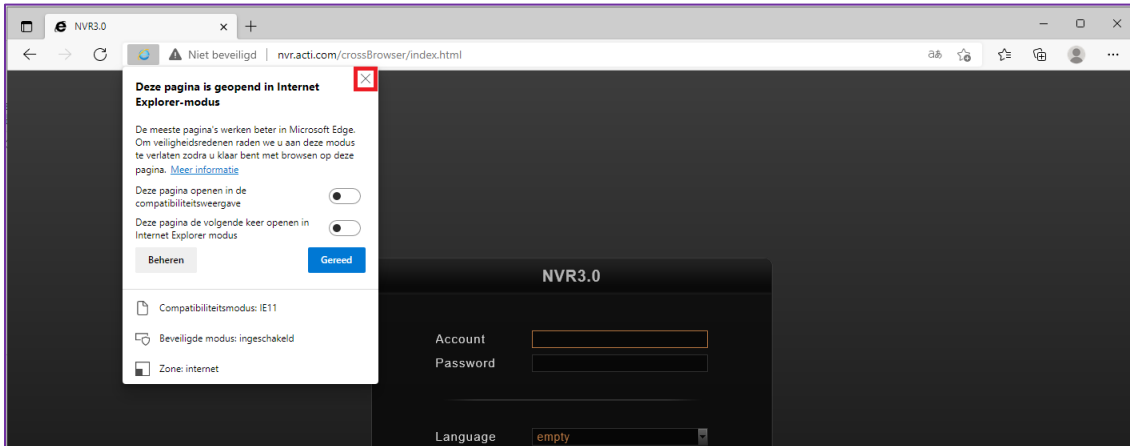 NVR3.0
Niet beveiligd | nvr.acti.com/crossBrowser/index.html
Deze pagina is geopend in Internet
Explorer-modus
De meeste pagina's werken beter in Microsoft Edge.
Om veiligheidsredenen raden we u aan deze modus
te verlaten zodra u klaar bent met browsen op deze
pagina. Meer informatie
Deze pagina openen in de
compatibiliteitsweergave
Deze pagina de volgende keer openen in
Internet Explorer modus
Beheren Gereed
Compatibiliteitsmodus: IE11
Beveiligde modus: ingeschakeld
Zone: internet
NVR3.0
Account
Password
Language empty